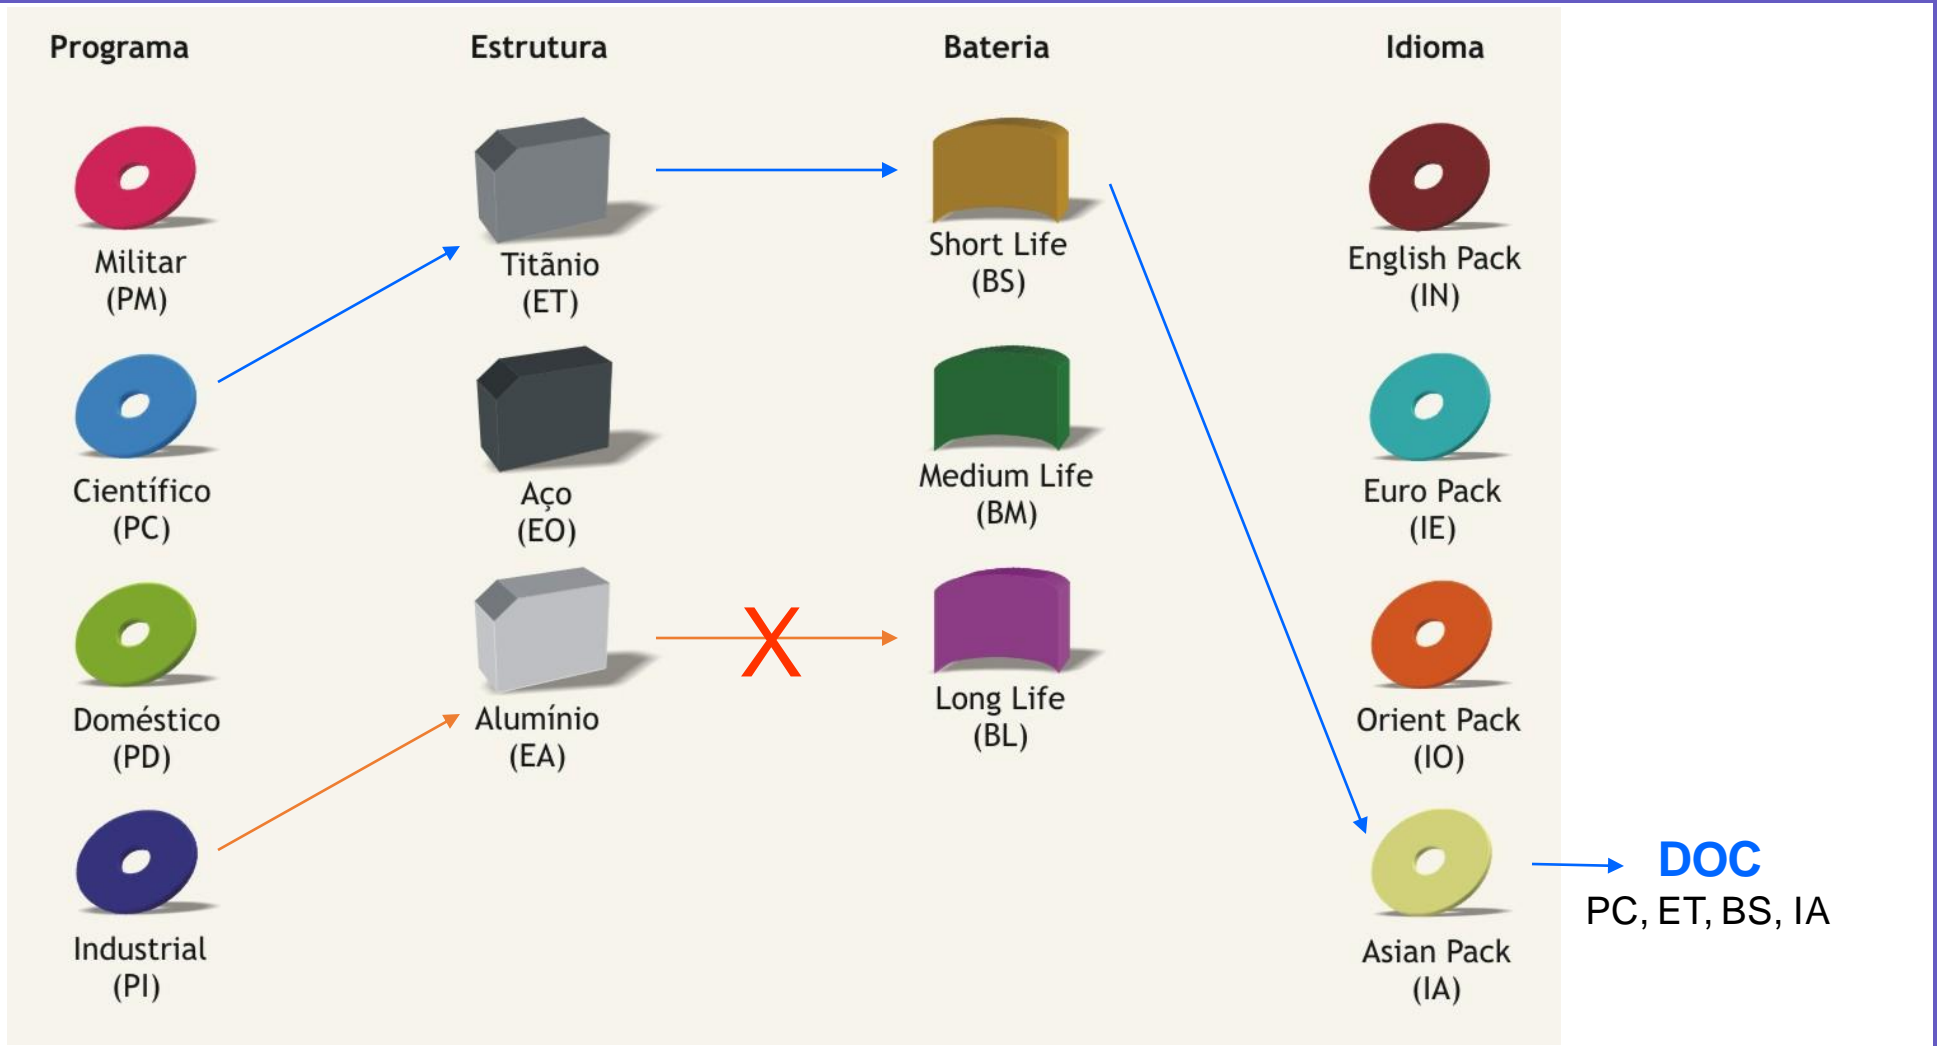 Programa
Estrutura
Bateria
Idioma
Militar
(PM)
Titânio
(ET)
Short Life
(BS)
English Pack
(IN)
Científico
(PC)
Aço
(EO)
Medium Life
(BM)
Euro Pack
(IE)
X
Doméstico
(PD)
Alumínio
(EA)
Long Life
(BL)
Orient Pack
(IO)
Industrial
(PI)
Asian Pack
(IA)
DOC
PC, ET, BS, IA